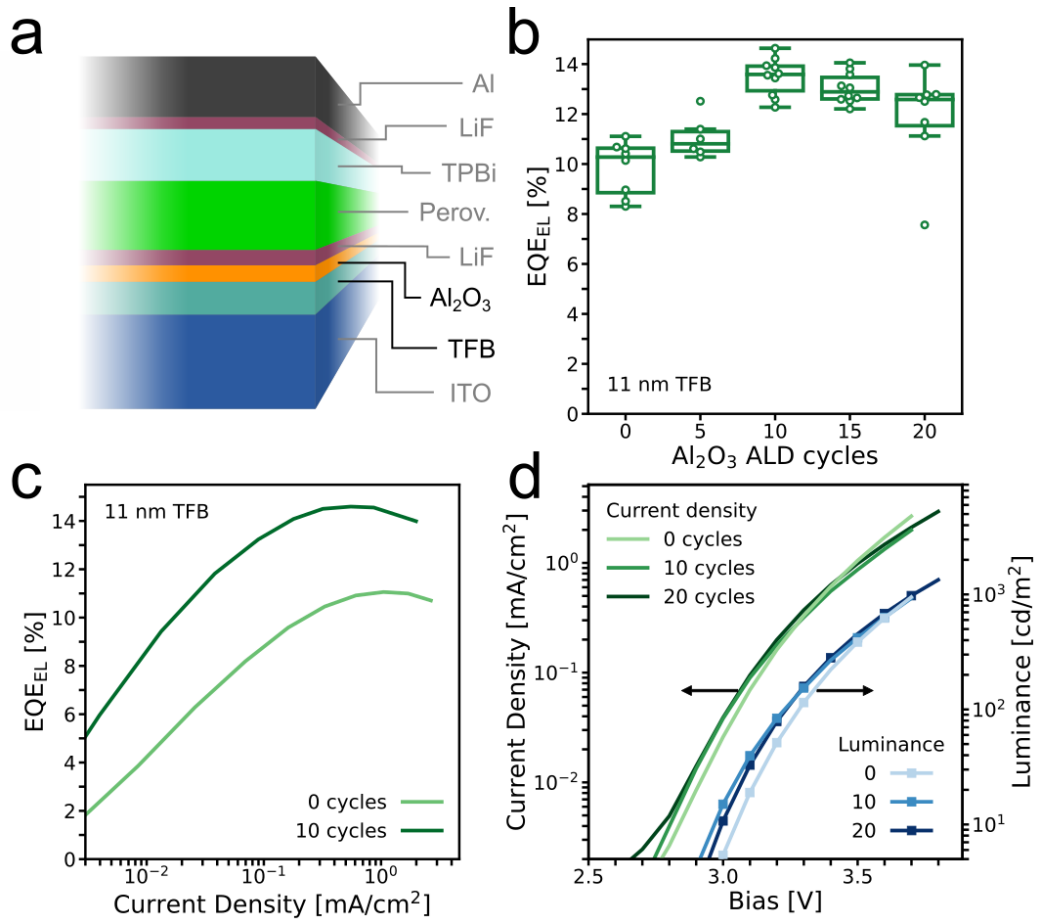 a
Al
LiF
TPBi
Perov.
LiF
Al₂O₃
TFB
ITO
b
EQE_EL [%]
14
12
10
8
6
4
2
0
11 nm TFB
0 5 10 15 20
Al₂O₃ ALD cycles
c
EQE_EL [%]
14
12
10
8
6
4
2
0
11 nm TFB
0 cycles
10 cycles
10⁻² 10⁻¹ 10⁰
Current Density [mA/cm²]
d
Current Density [mA/cm²]
10⁰
10⁻¹
10⁻²
Current density
0 cycles
10 cycles
20 cycles
Luminance
0
10
20
10³
10²
10¹
Luminance [cd/m²]
2.5 3.0 3.5
Bias [V]